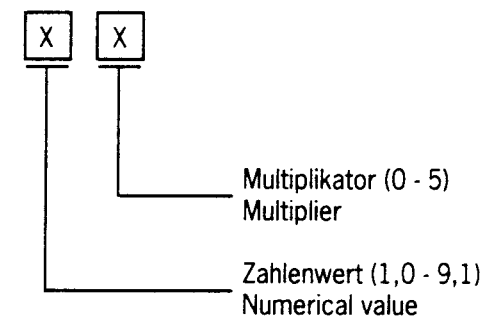 X X
Multiplikator (0 - 5)
Multiplier
Zahlenwert (1,0 - 9,1)
Numerical value